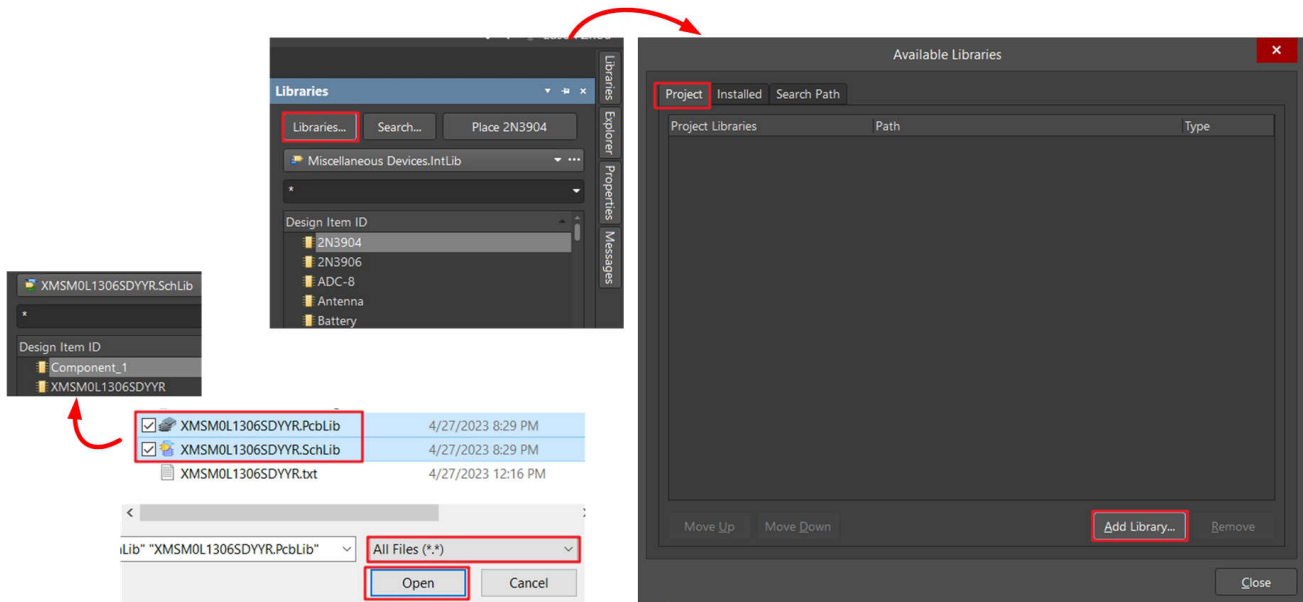 Libraries
Libraries...
Search...
Place 2N3904
Miscellaneous Devices.IntLib
*
Design Item ID
2N3904
2N3906
ADC-8
Antenna
Battery
Libraries
Explorer
Properties
Messages
Available Libraries
Project
Installed
Search Path
Project Libraries
Path
Type
Move Up
Move Down
Add Library...
Remove
Close
XMSM0L1306SDYYR.SchLib
*
Design Item ID
Component_1
XMSM0L1306SDYYR
XMSM0L1306SDYYR.PcbLib 4/27/2023 8:29 PM
XMSM0L1306SDYYR.SchLib 4/27/2023 8:29 PM
XMSM0L1306SDYYR.txt 4/27/2023 12:16 PM
"XMSM0L1306SDYYR.PcbLib"
All Files (*.*)
Open
Cancel